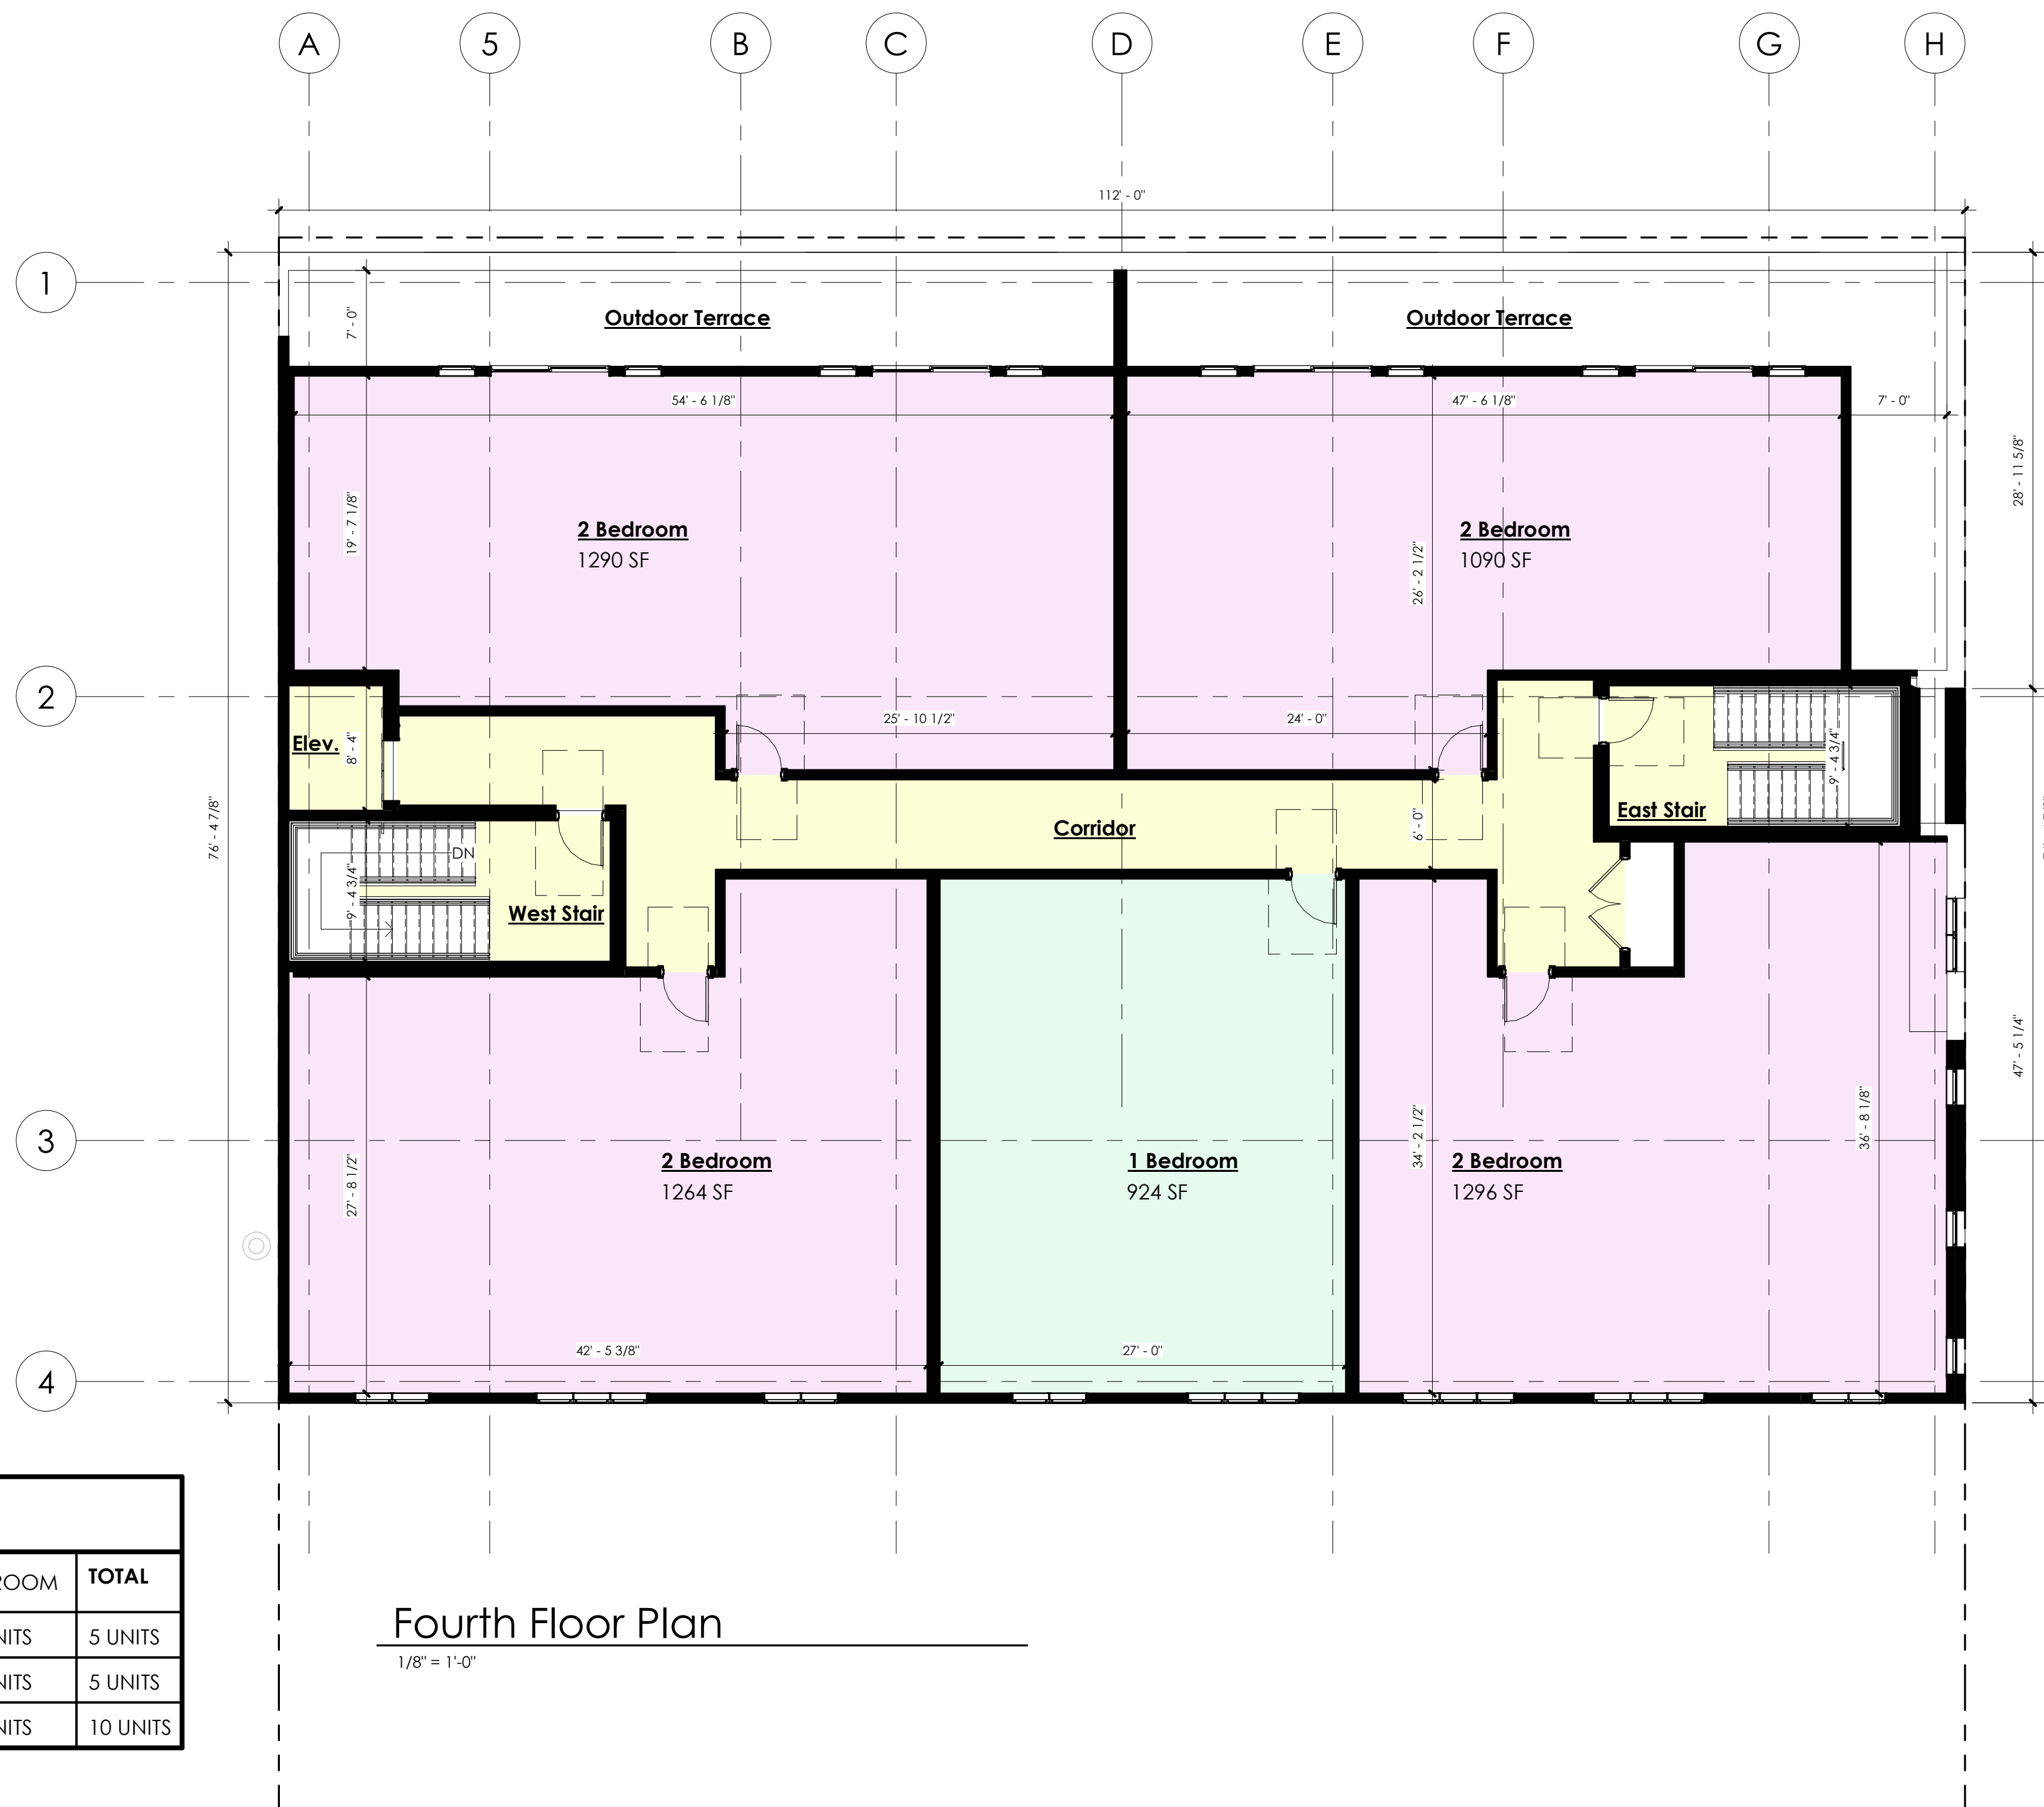 A 5 B C D E F G H
112' - 0"
1
7' - 0"
Outdoor Terrace
Outdoor Terrace
54' - 6 1/8"
47' - 6 1/8"
7' - 0"
28' - 11 5/8"
19' - 7 1/8"
2 Bedroom
1290 SF
26' - 2 1/2"
2 Bedroom
1090 SF
2
25' - 10 1/2"
24' - 0"
Elev.
8' - 4"
9' - 4 3/4"
East Stair
76' - 4 7/8"
Corridor
6' - 0"
DN
9' - 4 3/4"
West Stair
47' - 5 1/4"
3
27' - 8 1/2"
2 Bedroom
1264 SF
1 Bedroom
924 SF
34' - 2 1/2"
2 Bedroom
1296 SF
36' - 8 1/8"
42' - 5 3/8"
27' - 0"
4
OOM
TOTAL
NITS
5 UNITS
NITS
5 UNITS
NITS
10 UNITS
Fourth Floor Plan
1/8" = 1'-0"